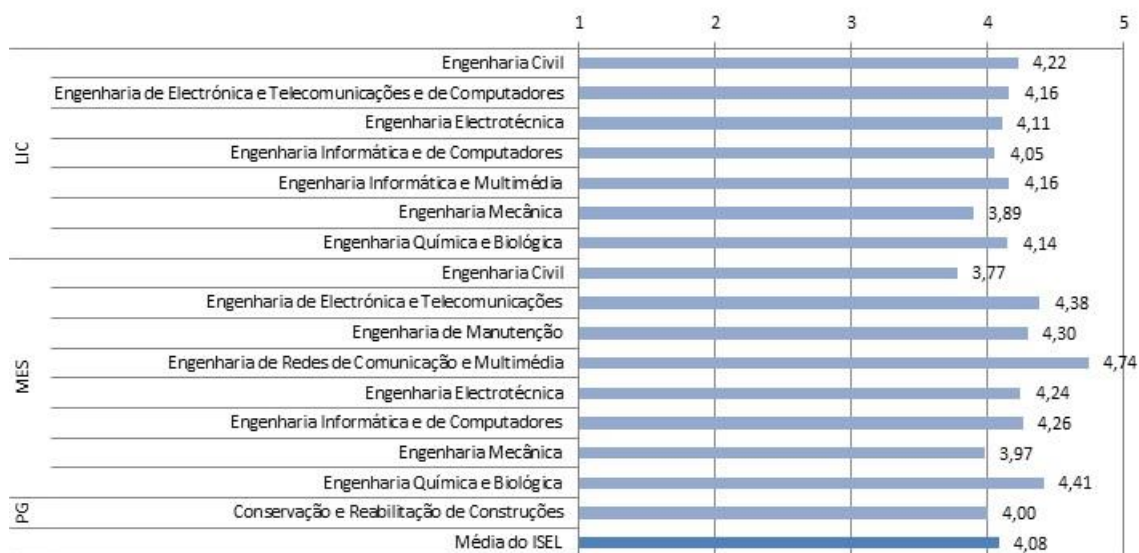 1 2 3 4 5
LIC
Engenharia Civil 4,22
Engenharia de Electrónica e Telecomunicações e de Computadores 4,16
Engenharia Electrotécnica 4,11
Engenharia Informática e de Computadores 4,05
Engenharia Informática e Multimédia 4,16
Engenharia Mecânica 3,89
Engenharia Química e Biológica 4,14
MES
Engenharia Civil 3,77
Engenharia de Electrónica e Telecomunicações 4,38
Engenharia de Manutenção 4,30
Engenharia de Redes de Comunicação e Multimédia 4,74
Engenharia Electrotécnica 4,24
Engenharia Informática e de Computadores 4,26
Engenharia Mecânica 3,97
Engenharia Química e Biológica 4,41
PG
Conservação e Reabilitação de Construções 4,00
Média do ISEL 4,08